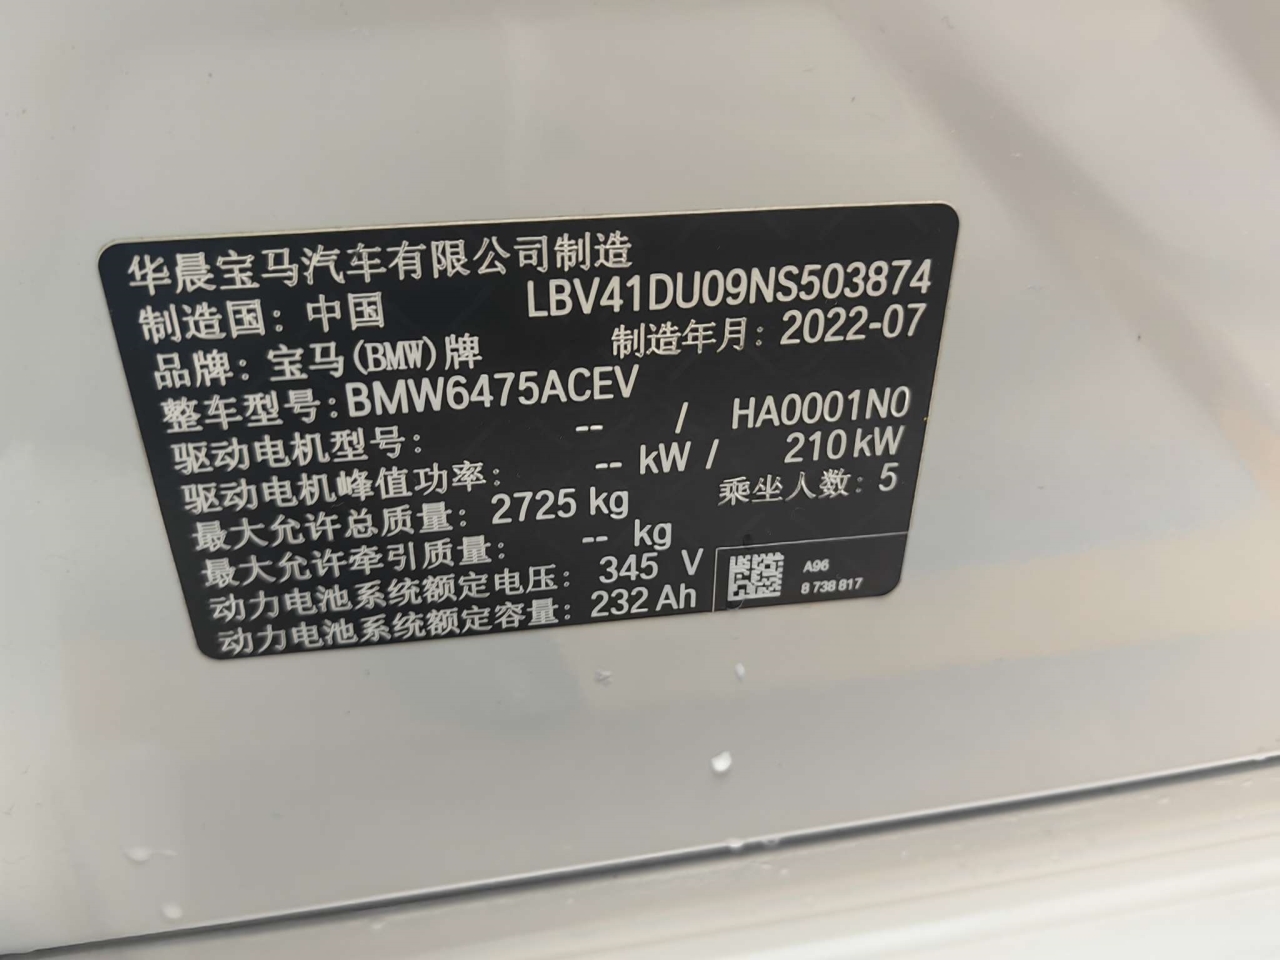 华晨宝马汽车有限公司制造
制造国：中国 LBV41DU09NS503874
品牌：宝马(BMW)牌 制造年月：2022-07
整车型号：BMW6475ACEV
驱动电机型号： -- / HA0001N0
驱动电机峰值功率： -- kW / 210 kW
最大允许总质量：2725 kg 乘坐人数：5
最大允许牵引质量： -- kg
动力电池系统额定电压：345 V
动力电池系统额定容量：232 Ah
A96
8 738 817